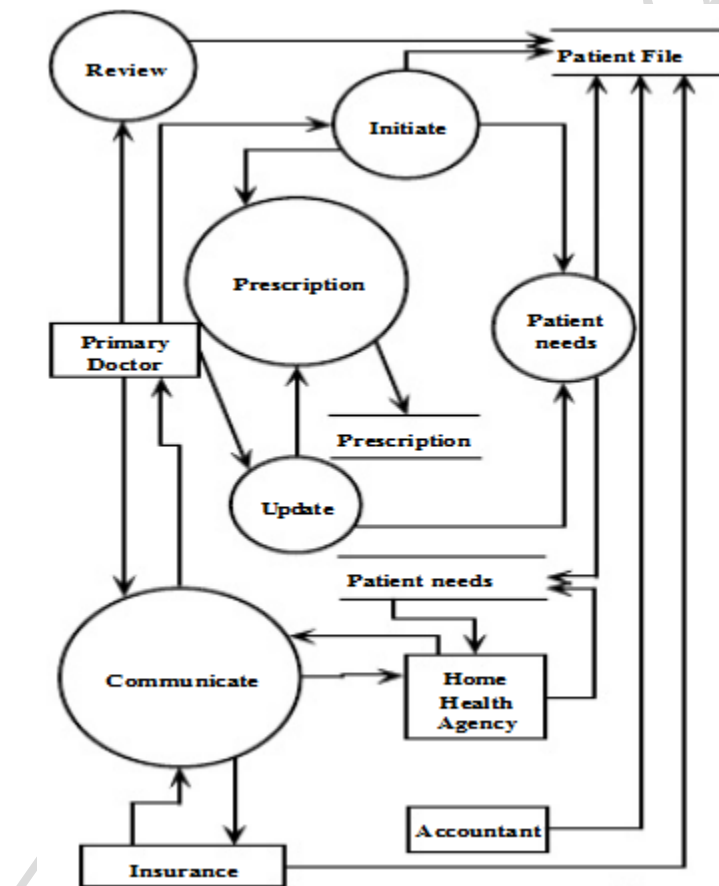 Patient File
Review
Initiate
Prescription
Patient
needs
Primary
Doctor
Prescription
Update
Patient needs
Communicate
Home
Health
Agency
Accountant
Insurance